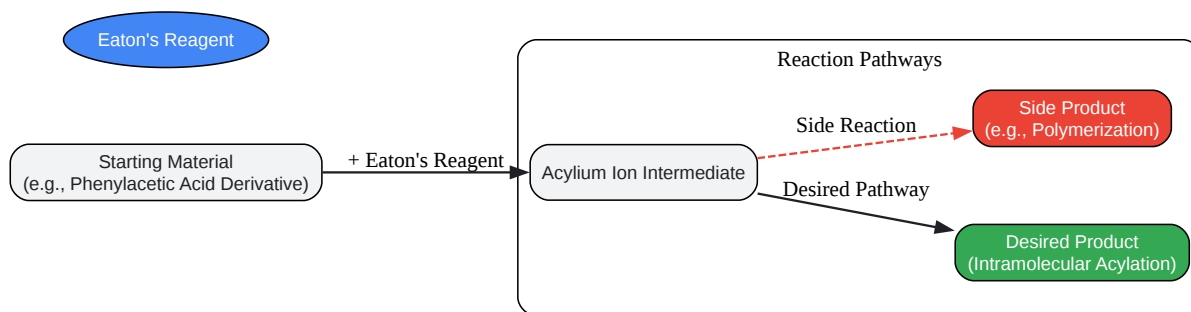 Eaton's Reagent
Reaction Pathways
Side Product
(e.g., Polymerization)
Side Reaction
Starting Material
(e.g., Phenylacetic Acid Derivative)
+ Eaton's Reagent
Acylium Ion Intermediate
Desired Pathway
Desired Product
(Intramolecular Acylation)